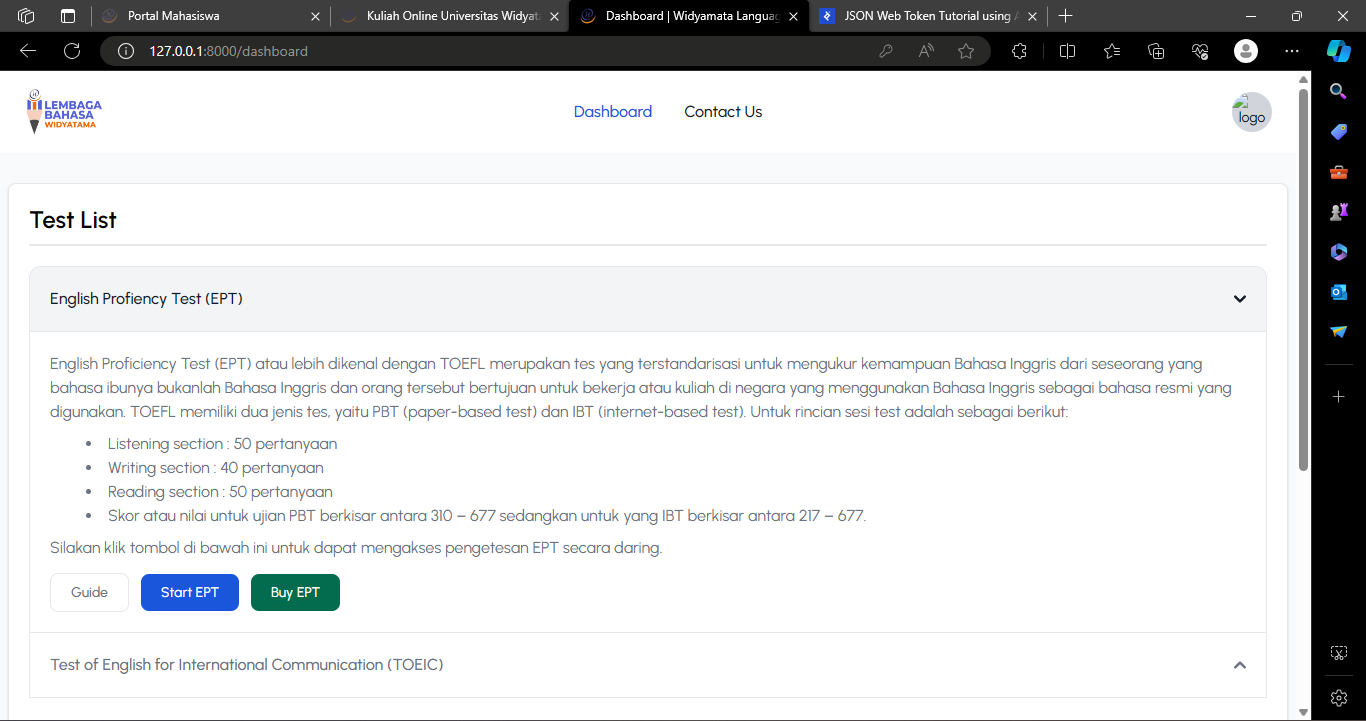 Portal Mahasiswa
Kuliah Online Universitas Widyat
Dashboard | Widyamata Languag
JSON Web Token Tutorial using A
127.0.0.1:8000/dashboard
LEMBAGA
BAHASA
WIDYATAMA
Dashboard
Contact Us
logo
Test List
English Profiency Test (EPT)
English Proficiency Test (EPT) atau lebih dikenal dengan TOEFL merupakan tes yang terstandarisasi untuk mengukur kemampuan Bahasa Inggris dari seseorang yang
bahasa ibunya bukanlah Bahasa Inggris dan orang tersebut bertujuan untuk bekerja atau kuliah di negara yang menggunakan Bahasa Inggris sebagai bahasa resmi yang
digunakan. TOEFL memiliki dua jenis tes, yaitu PBT (paper-based test) dan IBT (internet-based test). Untuk rincian sesi test adalah sebagai berikut:
• Listening section : 50 pertanyaan
• Writing section : 40 pertanyaan
• Reading section : 50 pertanyaan
• Skor atau nilai untuk ujian PBT berkisar antara 310 – 677 sedangkan untuk yang IBT berkisar antara 217 – 677.
Silakan klik tombol di bawah ini untuk dapat mengakses pengetesan EPT secara daring.
Guide
Start EPT
Buy EPT
Test of English for International Communication (TOEIC)